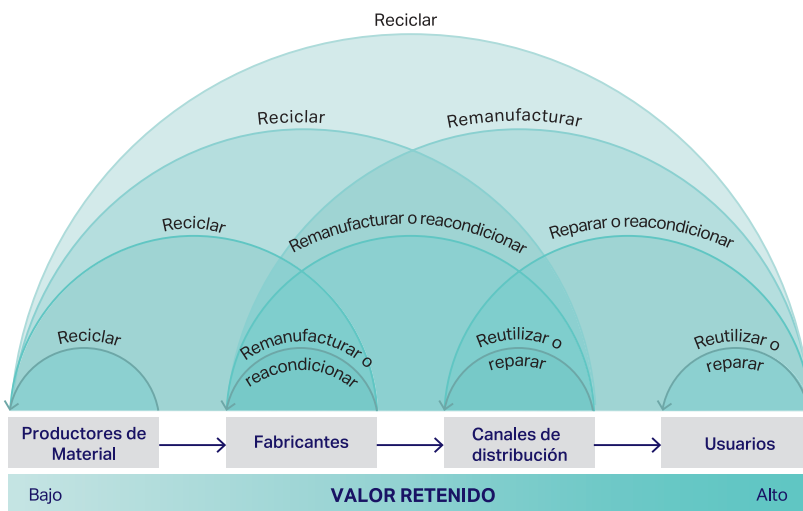 Reciclar
Reciclar
Remanufacturar
Reciclar
Remanufacturar o reacondicionar
Reparar o reacondicionar
Reciclar
Remanufacturar o
reacondicionar
Reutilizar o
reparar
Reutilizar o
reparar
Productores de
Material
Fabricantes
Canales de
distribución
Usuarios
Bajo
VALOR RETENIDO
Alto